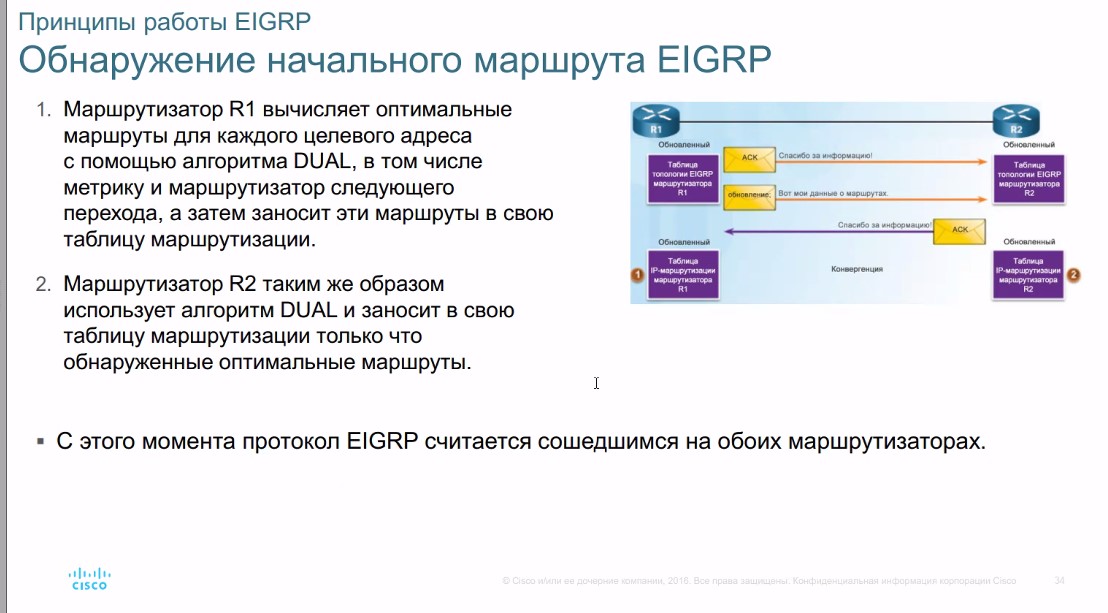 Принципы работы EIGRP
Обнаружение начального маршрута EIGRP
1. Маршрутизатор R1 вычисляет оптимальные
маршруты для каждого целевого адреса
с помощью алгоритма DUAL, в том числе
метрику и маршрутизатор следующего
перехода, а затем заносит эти маршруты в свою
таблицу маршрутизации.
2. Маршрутизатор R2 таким же образом
использует алгоритм DUAL и заносит в свою
таблицу маршрутизации только что
обнаруженные оптимальные маршруты.
▪ С этого момента протокол EIGRP считается сошедшимся на обоих маршрутизаторах.
R1
R2
Обновленный
Обновленный
Таблица
топологии EIGRP
маршрутизатора
R1
ACK
Спасибо за информацию!
обновление;
Вот мои данные о маршрутах.
Таблица
топологии EIGRP
маршрутизатора
R2
Спасибо за информацию!
ACK
Обновленный
Обновленный
1
Таблица
IP-маршрутизации
маршрутизатора
R1
Конвергенция
Таблица
IP-маршрутизации
маршрутизатора
R2
2
CISCO
© Cisco и/или ее дочерние компании, 2016. Все права защищены. Конфиденциальная информация корпорации Cisco
34